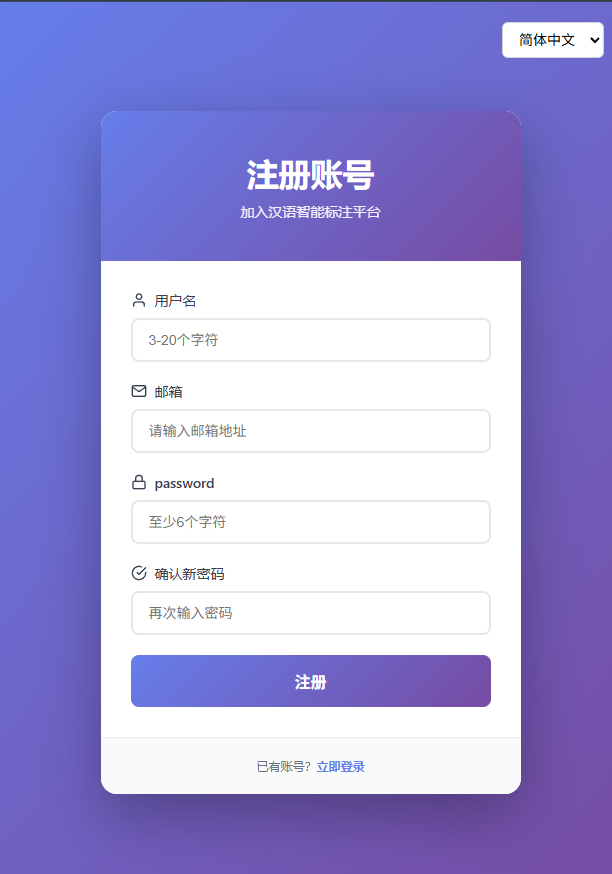 简体中文
注册账号
加入汉语智能标注平台
用户名
3-20个字符
邮箱
请输入邮箱地址
password
至少6个字符
确认新密码
再次输入密码
注册
已有账号? 立即登录